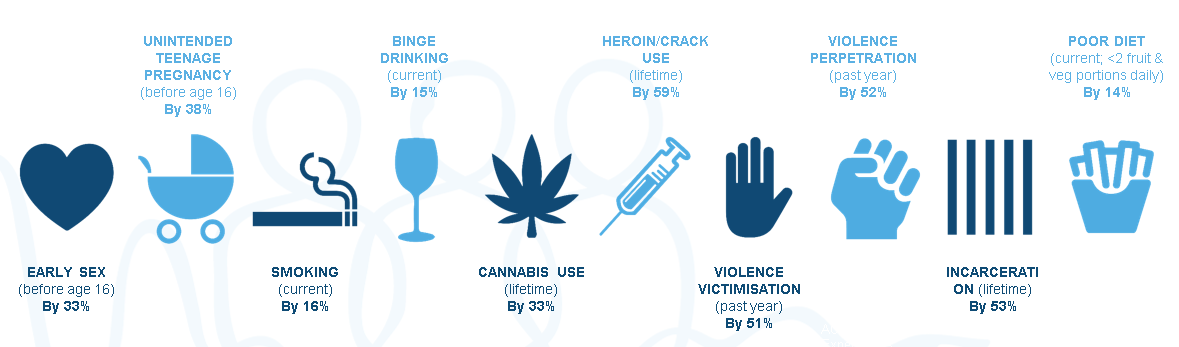 UNINTENDED
TEENAGE
PREGNANCY
(before age 16)
By 38%
BINGE
DRINKING
(current)
By 15%
HEROIN/CRACK
USE
(lifetime)
By 59%
VIOLENCE
PERPETRATION
(past year)
By 52%
POOR DIET
(current; <2 fruit &
veg portions daily)
By 14%
EARLY SEX
(before age 16)
By 33%
SMOKING
(current)
By 16%
CANNABIS USE
(lifetime)
By 33%
VIOLENCE
VICTIMISATION
(past year)
By 51%
INCARCERATI
ON (lifetime)
By 53%